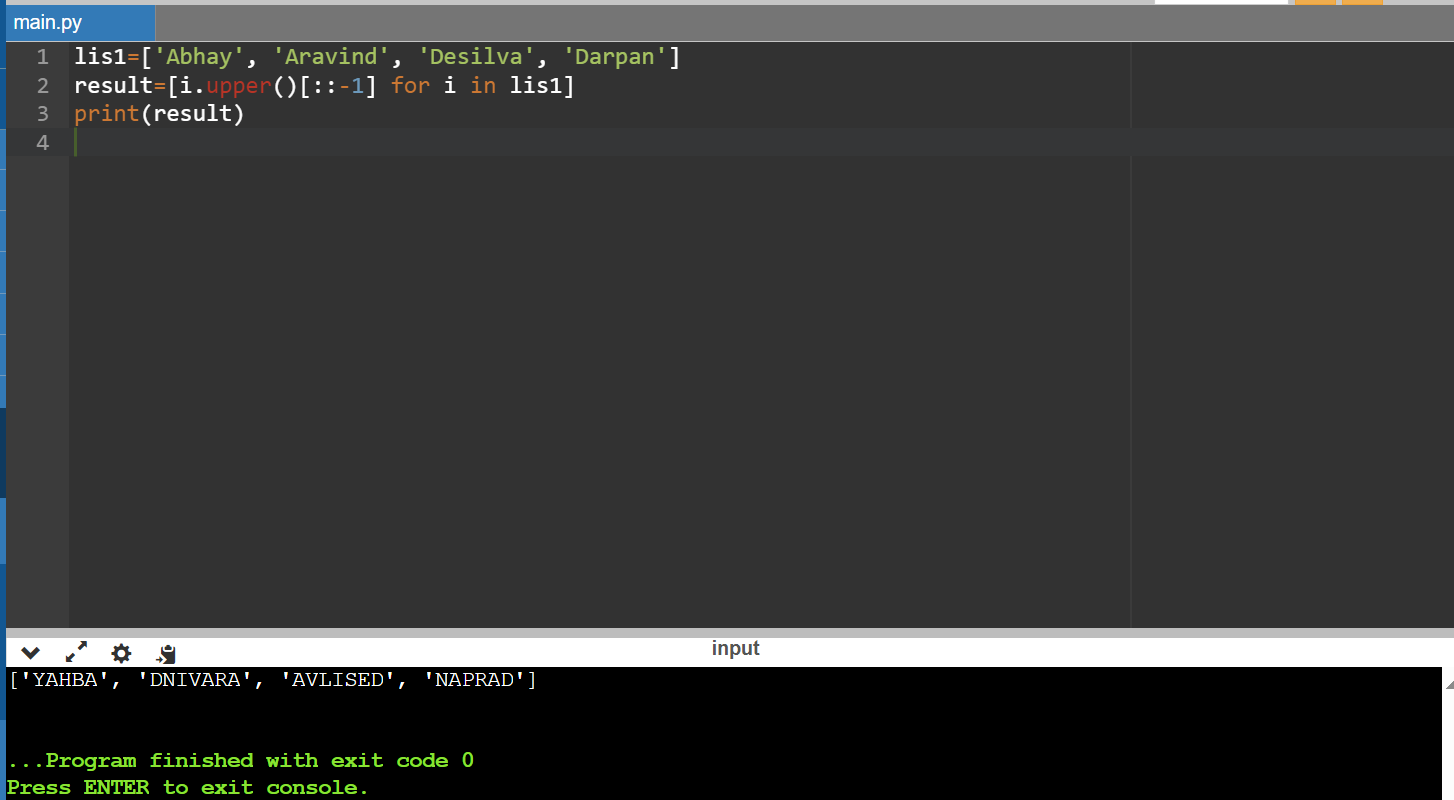 main.py
1 lis1=['Abhay', 'Aravind', 'Desilva', 'Darpan']
2 result=[i.upper()[::-1] for i in lis1]
3 print(result)
4
input
['YAHBA', 'DNIVARA', 'AVLISED', 'NAPRAD']
...Program finished with exit code 0
Press ENTER to exit console.